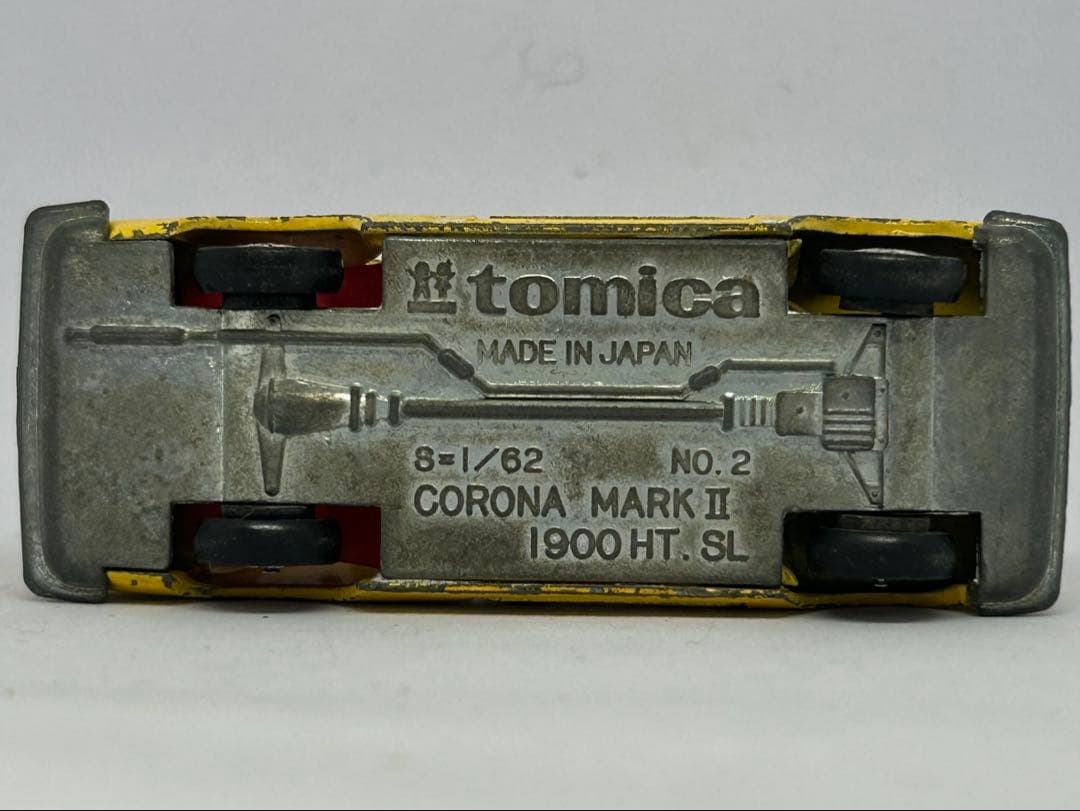 tomica
MADE IN JAPAN
S=1/62 NO. 2
CORONA MARK II
1900 HT. SL